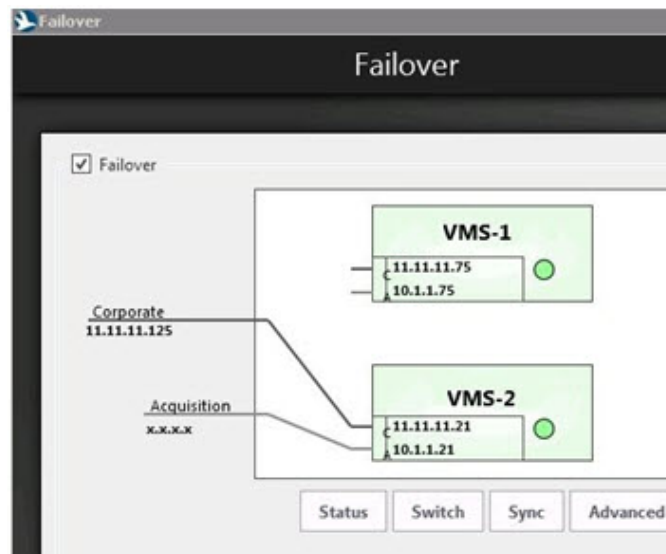 Failover
Failover
Failover
VMS-1
C 11.11.11.75
A 10.1.1.75
Corporate
11.11.11.125
VMS-2
Acquisition
x.x.x.x
C 11.11.11.21
A 10.1.1.21
Status Switch Sync Advanced